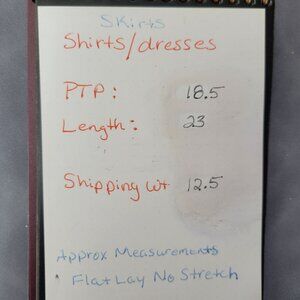 Skirts
Shirts/dresses
PTP: 18.5
Length: 23
Shipping wt 12.5
Approx Measurements
Flat Lay No Stretch